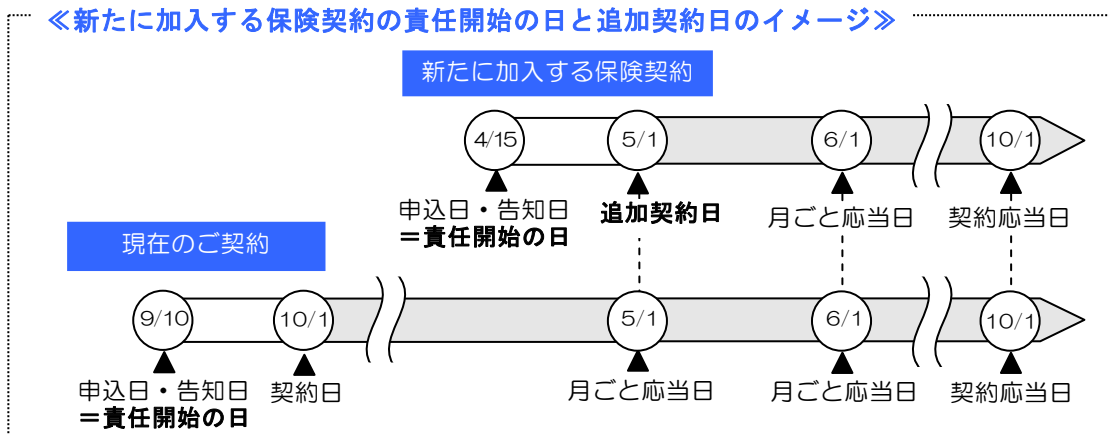 ≪新たに加入する保険契約の責任開始の日と追加契約日のイメージ≫
新たに加入する保険契約
4/15 5/1 6/1 10/1
申込日・告知日 追加契約日 月ごと応当日 契約応当日
＝責任開始の日
現在のご契約
9/10 10/1 5/1 6/1 10/1
申込日・告知日 契約日 月ごと応当日 月ごと応当日 契約応当日
＝責任開始の日